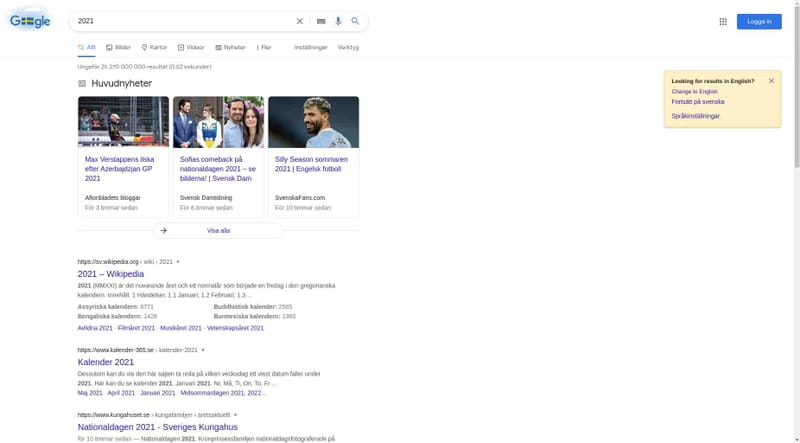 Google
2021
Logga in
Allt Bilder Kartor Videor Nyheter Fler Inställningar Verktyg
Ungefär 25 270 000 000 resultat (0,62 sekunder)
Looking for results in English?
Change to English
Fortsätt på svenska
Språkinställningar
Huvudnyheter
Max Verstappens ilska
efter Azerbajdzjan GP
2021
Aftonbladets bloggar
För 3 timmar sedan
Sofias comeback på
nationaldagen 2021 – se
bilderna! | Svensk Dam
Svensk Damtidning
För 6 timmar sedan
Silly Season sommaren
2021 | Engelsk fotboll
SvenskaFans.com
För 10 timmar sedan
Visa alla
https://sv.wikipedia.org › wiki › 2021
2021 – Wikipedia
2021 (MMXXI) är det nuvarande året och ett normalår som började en fredag i den gregorianska
kalendern. Innehåll. 1 Händelser. 1.1 Januari; 1.2 Februari; 1.3 ...
Assyriska kalendern: 6771 Buddhistisk kalender: 2565
Bengaliska kalendern: 1428 Burmesiska kalender: 1383
Avlidna 2021 · Filmåret 2021 · Musikåret 2021 · Vetenskapsåret 2021
https://www.kalender-365.se › kalender-2021
Kalender 2021
Dessutom kan du via den här sajten ta reda på vilken veckodag ett visst datum faller under
2021. Här kan du se kalender 2021. Januari 2021. Nr, Må, Ti, On, To, Fr ...
Maj 2021 · April 2021 · Januari 2021 · Midsommardagen 2021, 2022...
https://www.kungahuset.se › kungafamiljen › aretsaktuellt
Nationaldagen 2021 - Sveriges Kungahus
för 10 timmar sedan — Nationaldagen 2021. Kronprinsessfamiljen nationaldagsfotograferade på